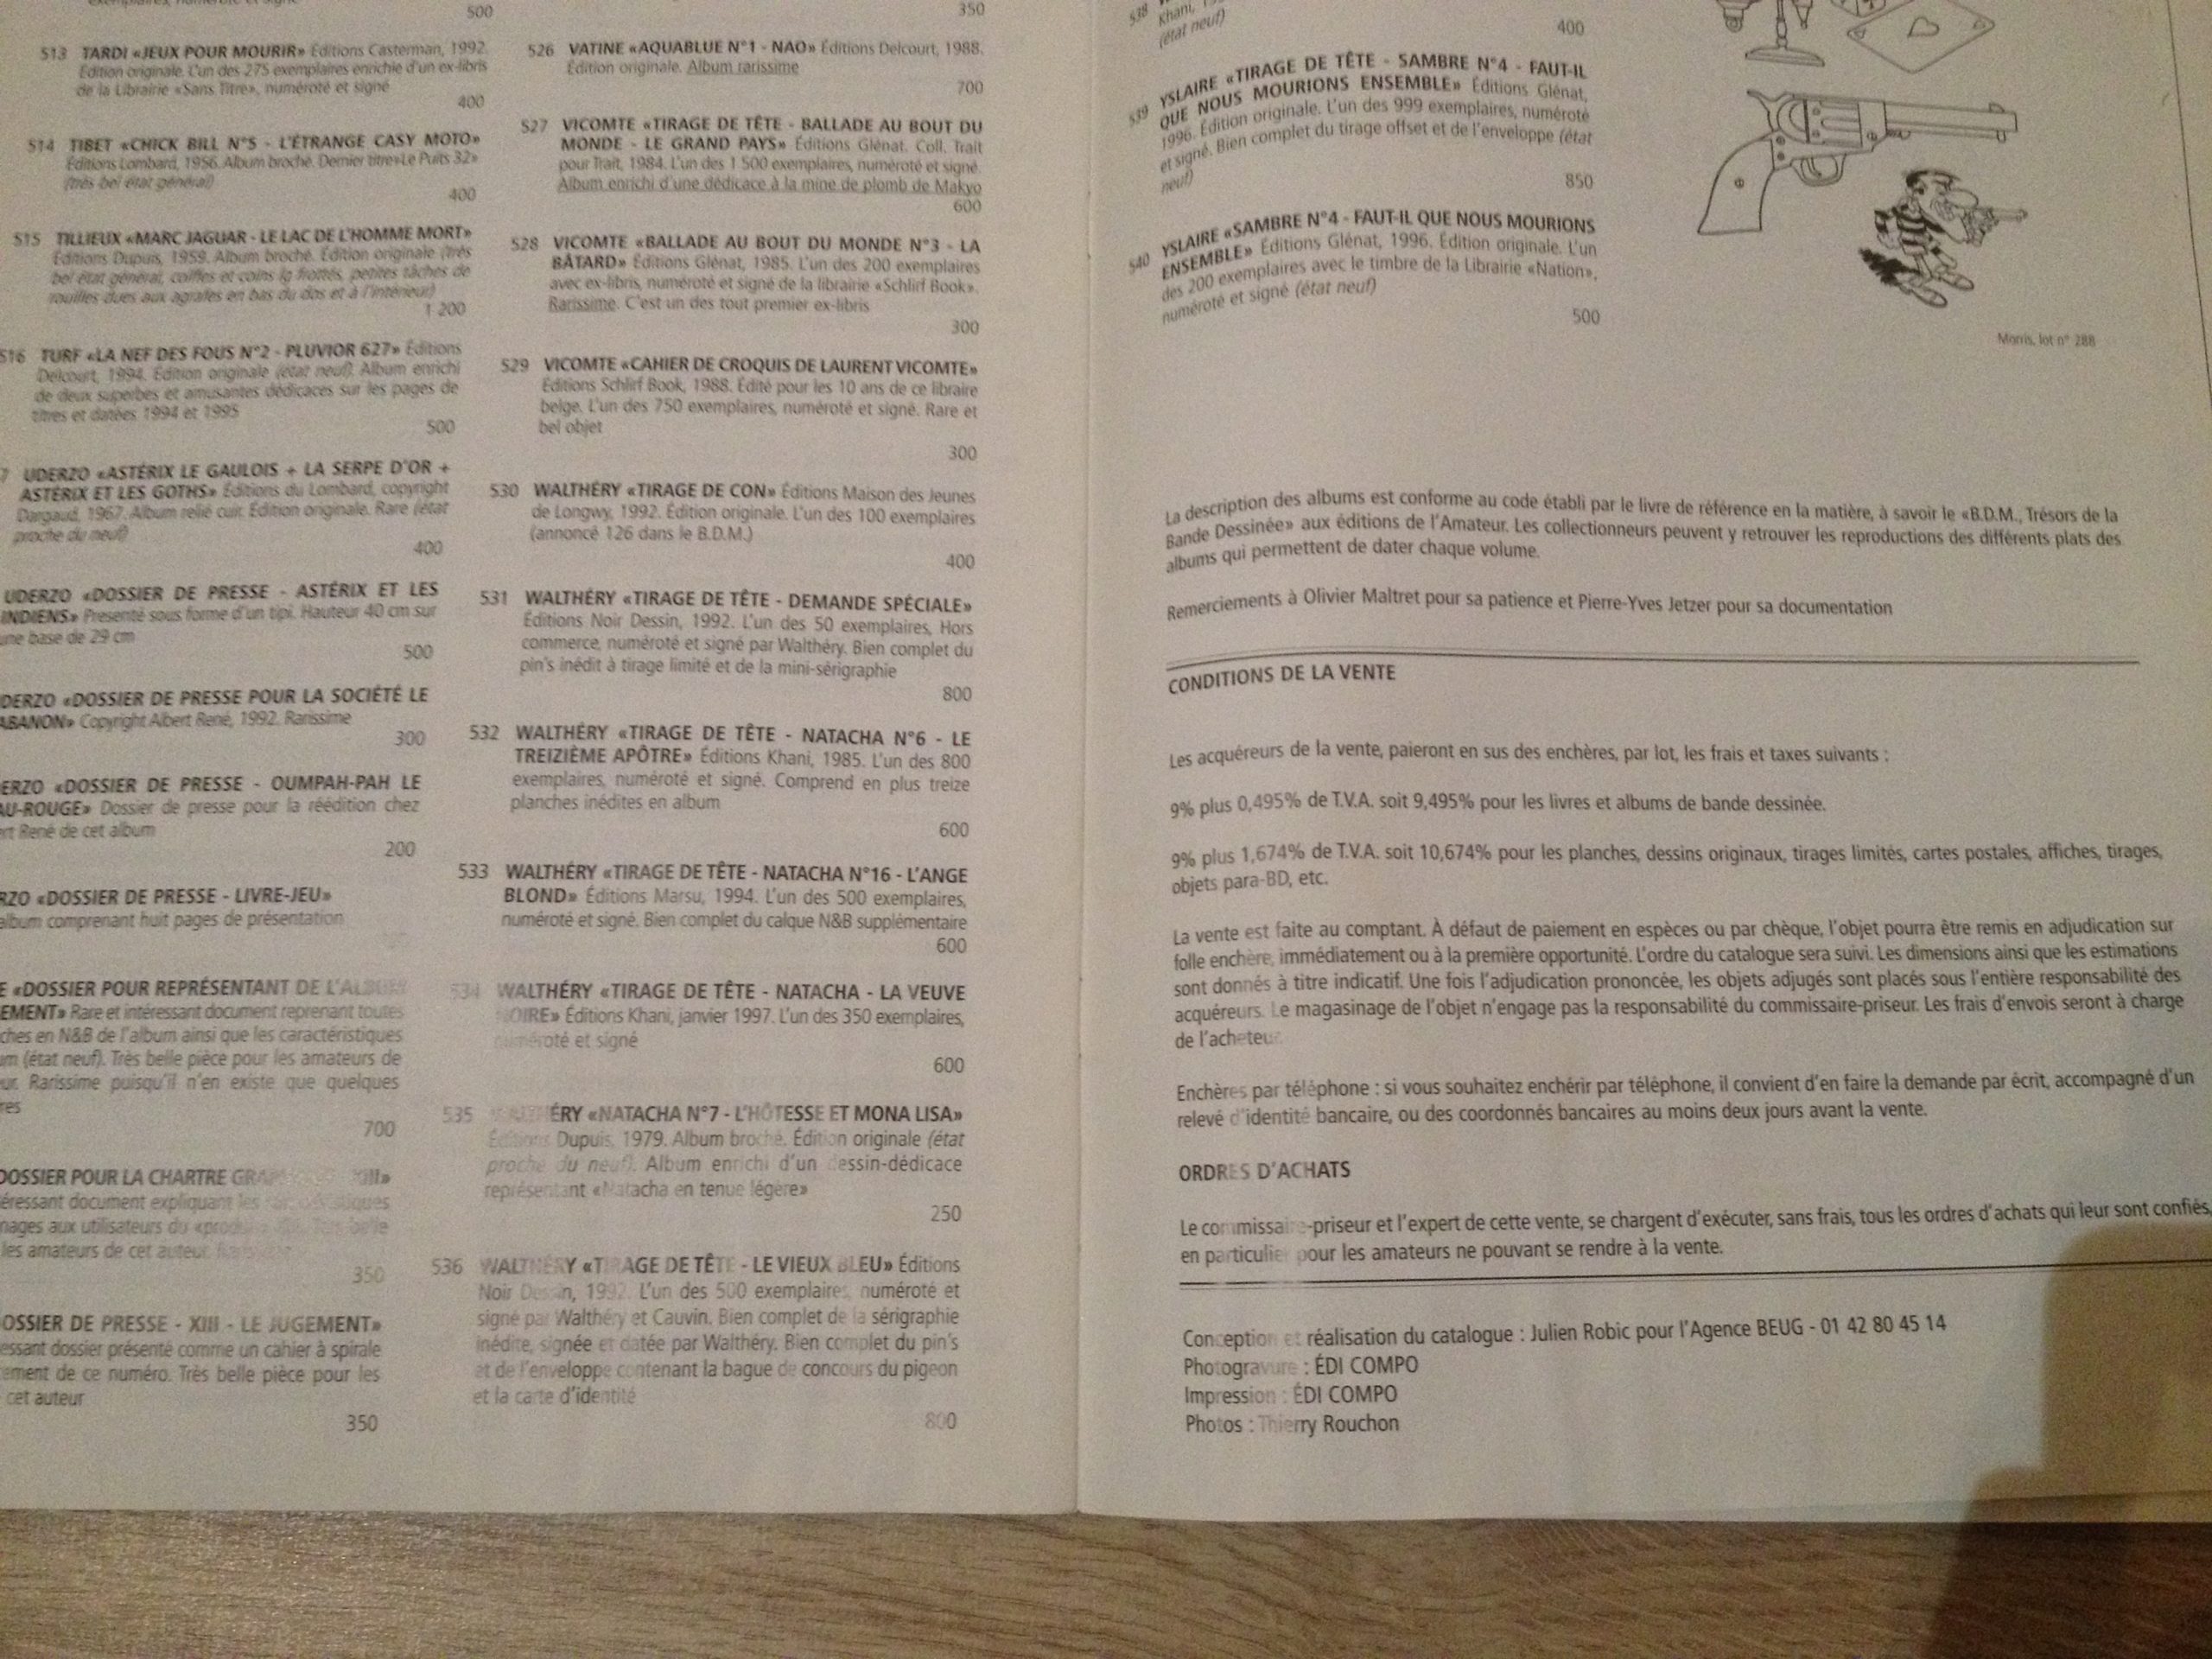 500
513 TARDI «JEUX POUR MOURIR» Éditions Casterman, 1992.
Édition originale. L'un des 275 exemplaires enrichie d'un ex-libris
de la Librairie «Sans Titre», numéroté et signé
400
514 TIBET «CHICK BILL N°5 - L'ÉTRANGE CASY MOTO»
Éditions Lombard, 1956. Album broché. Dernier titre«Le Puits 32»
(très bel état général)
400
515 TILLIEUX «MARC JAGUAR - LE LAC DE L'HOMME MORT»
Éditions Dupuis, 1959. Album broché. Édition originale (très
bel état général, coiffes et coins lg frottés, petites tâches de
rouilles dues aux agrafes en bas du dos et à l'intérieur)
1 200
516 TURF «LA NEF DES FOUS N°2 - PLUVIOR 627» Éditions
Delcourt, 1994. Édition originale (état neuf). Album enrichi
de deux superbes et amusantes dédicaces sur les pages de
titres et datées 1994 et 1995
500
7 UDERZO «ASTÉRIX LE GAULOIS + LA SERPE D'OR +
ASTÉRIX ET LES GOTHS» Éditions du Lombard, copyright
Dargaud, 1967. Album relié cuir. Édition originale. Rare (état
proche du neuf)
400
UDERZO «DOSSIER DE PRESSE - ASTÉRIX ET LES
INDIENS» Présenté sous forme d'un tipi. Hauteur 40 cm sur
une base de 29 cm
500
DERZO «DOSSIER DE PRESSE POUR LA SOCIÉTÉ LE
ABANON» Copyright Albert René, 1992. Rarissime
300
ERZO «DOSSIER DE PRESSE - OUMPAH-PAH LE
AU-ROUGE» Dossier de presse pour la réédition chez
rt René de cet album
200
RZO «DOSSIER DE PRESSE - LIVRE-JEU»
album comprenant huit pages de présentation
E «DOSSIER POUR REPRÉSENTANT DE L'ALBUM
EMENT» Rare et intéressant document reprenant toutes
ches en N&B de l'album ainsi que les caractéristiques
m (état neuf). Très belle pièce pour les amateurs de
ur. Rarissime puisqu'il n'en existe que quelques
res
700
DOSSIER POUR LA CHARTRE
éressant document expliquant les
nages aux utilisateurs du belle
les amateurs de cet auteur.
350
OSSIER DE PRESSE - XIII - LE JUGEMENT»
essant dossier présenté comme un cahier à spirale
ement de ce numéro. Très belle pièce pour les
cet auteur
350
350
526 VATINE «AQUABLUE N°1 - NAO» Éditions Delcourt, 1988.
Édition originale. Album rarissime
700
527 VICOMTE «TIRAGE DE TÊTE - BALLADE AU BOUT DU
MONDE - LE GRAND PAYS» Éditions Glénat. Coll. Trait
pour Trait, 1984. L'un des 1 500 exemplaires, numéroté et signé.
Album enrichi d'une dédicace à la mine de plomb de Makyo
600
528 VICOMTE «BALLADE AU BOUT DU MONDE N°3 - LA
BÂTARD» Éditions Glénat, 1985. L'un des 200 exemplaires
avec ex-libris, numéroté et signé de la librairie «Schlirf Book».
Rarissime. C'est un des tout premier ex-libris
300
529 VICOMTE «CAHIER DE CROQUIS DE LAURENT VICOMTE»
Éditions Schlirf Book, 1988. Édité pour les 10 ans de ce libraire
belge. L'un des 750 exemplaires, numéroté et signé. Rare et
bel objet
300
530 WALTHÉRY «TIRAGE DE CON» Éditions Maison des Jeunes
de Longwy, 1992. Édition originale. L'un des 100 exemplaires
(annoncé 126 dans le B.D.M.)
400
531 WALTHÉRY «TIRAGE DE TÊTE - DEMANDE SPÉCIALE»
Éditions Noir Dessin, 1992. L'un des 50 exemplaires, Hors
commerce, numéroté et signé par Walthéry. Bien complet du
pin's inédit à tirage limité et de la mini-sérigraphie
800
532 WALTHÉRY «TIRAGE DE TÊTE - NATACHA N°6 - LE
TREIZIÈME APÔTRE» Éditions Khani, 1985. L'un des 800
exemplaires, numéroté et signé. Comprend en plus treize
planches inédites en album
600
533 WALTHÉRY «TIRAGE DE TÊTE - NATACHA N°16 - L'ANGE
BLOND» Éditions Marsu, 1994. L'un des 500 exemplaires,
numéroté et signé. Bien complet du calque N&B supplémentaire
600
534 WALTHÉRY «TIRAGE DE TÊTE - NATACHA - LA VEUVE
NOIRE» Éditions Khani, janvier 1997. L'un des 350 exemplaires,
numéroté et signé
600
535 WALTHÉRY «NATACHA N°7 - L'HÔTESSE ET MONA LISA»
Éditions Dupuis, 1979. Album broché. Édition originale (état
proche du neuf). Album enrichi d'un dessin-dédicace
représentant «Natacha en tenue légère»
250
536 WALTHÉRY «TIRAGE DE TÊTE - LE VIEUX BLEU» Éditions
Noir Dessin, 1992. L'un des 500 exemplaires, numéroté et
signé par Walthéry et Cauvin. Bien complet de la sérigraphie
inédite, signée et datée par Walthéry. Bien complet du pin's
et de l'enveloppe contenant la bague de concours du pigeon
et la carte d'identité
800
538
Khani,
(état neuf)
400
539 YSLAIRE «TIRAGE DE TÊTE - SAMBRE N°4 - FAUT-IL
QUE NOUS MOURIONS ENSEMBLE» Éditions Glénat,
1996. Édition originale. L'un des 999 exemplaires, numéroté
et signé. Bien complet du tirage offset et de l'enveloppe (état
neuf)
850
540 YSLAIRE «SAMBRE N°4 - FAUT-IL QUE NOUS MOURIONS
ENSEMBLE» Éditions Glénat, 1996. Édition originale. L'un
des 200 exemplaires avec le timbre de la Librairie «Nation»,
numéroté et signé (état neuf)
500
Morris, lot n° 288
La description des albums est conforme au code établi par le livre de référence en la matière, à savoir le «B.D.M., Trésors de la
Bande Dessinée» aux éditions de l'Amateur. Les collectionneurs peuvent y retrouver les reproductions des différents plats des
albums qui permettent de dater chaque volume.
Remerciements à Olivier Maltret pour sa patience et Pierre-Yves Jetzer pour sa documentation
CONDITIONS DE LA VENTE
Les acquéreurs de la vente, paieront en sus des enchères, par lot, les frais et taxes suivants :
9% plus 0,495% de T.V.A. soit 9,495% pour les livres et albums de bande dessinée.
9% plus 1,674% de T.V.A. soit 10,674% pour les planches, dessins originaux, tirages limités, cartes postales, affiches, tirages,
objets para-BD, etc.
La vente est faite au comptant. À défaut de paiement en espèces ou par chèque, l'objet pourra être remis en adjudication sur
folle enchère, immédiatement ou à la première opportunité. L'ordre du catalogue sera suivi. Les dimensions ainsi que les estimations
sont donnés à titre indicatif. Une fois l'adjudication prononcée, les objets adjugés sont placés sous l'entière responsabilité des
acquéreurs. Le magasinage de l'objet n'engage pas la responsabilité du commissaire-priseur. Les frais d'envois seront à charge
de l'acheteur.
Enchères par téléphone : si vous souhaitez enchérir par téléphone, il convient d'en faire la demande par écrit, accompagné d'un
relevé d'identité bancaire, ou des coordonnés bancaires au moins deux jours avant la vente.
ORDRES D'ACHATS
Le commissaire-priseur et l'expert de cette vente, se chargent d'exécuter, sans frais, tous les ordres d'achats qui leur sont confiés,
en particulier pour les amateurs ne pouvant se rendre à la vente.
Conception et réalisation du catalogue : Julien Robic pour l'Agence BEUG - 01 42 80 45 14
Photogravure : ÉDI COMPO
Impression : ÉDI COMPO
Photos : Thierry Rouchon